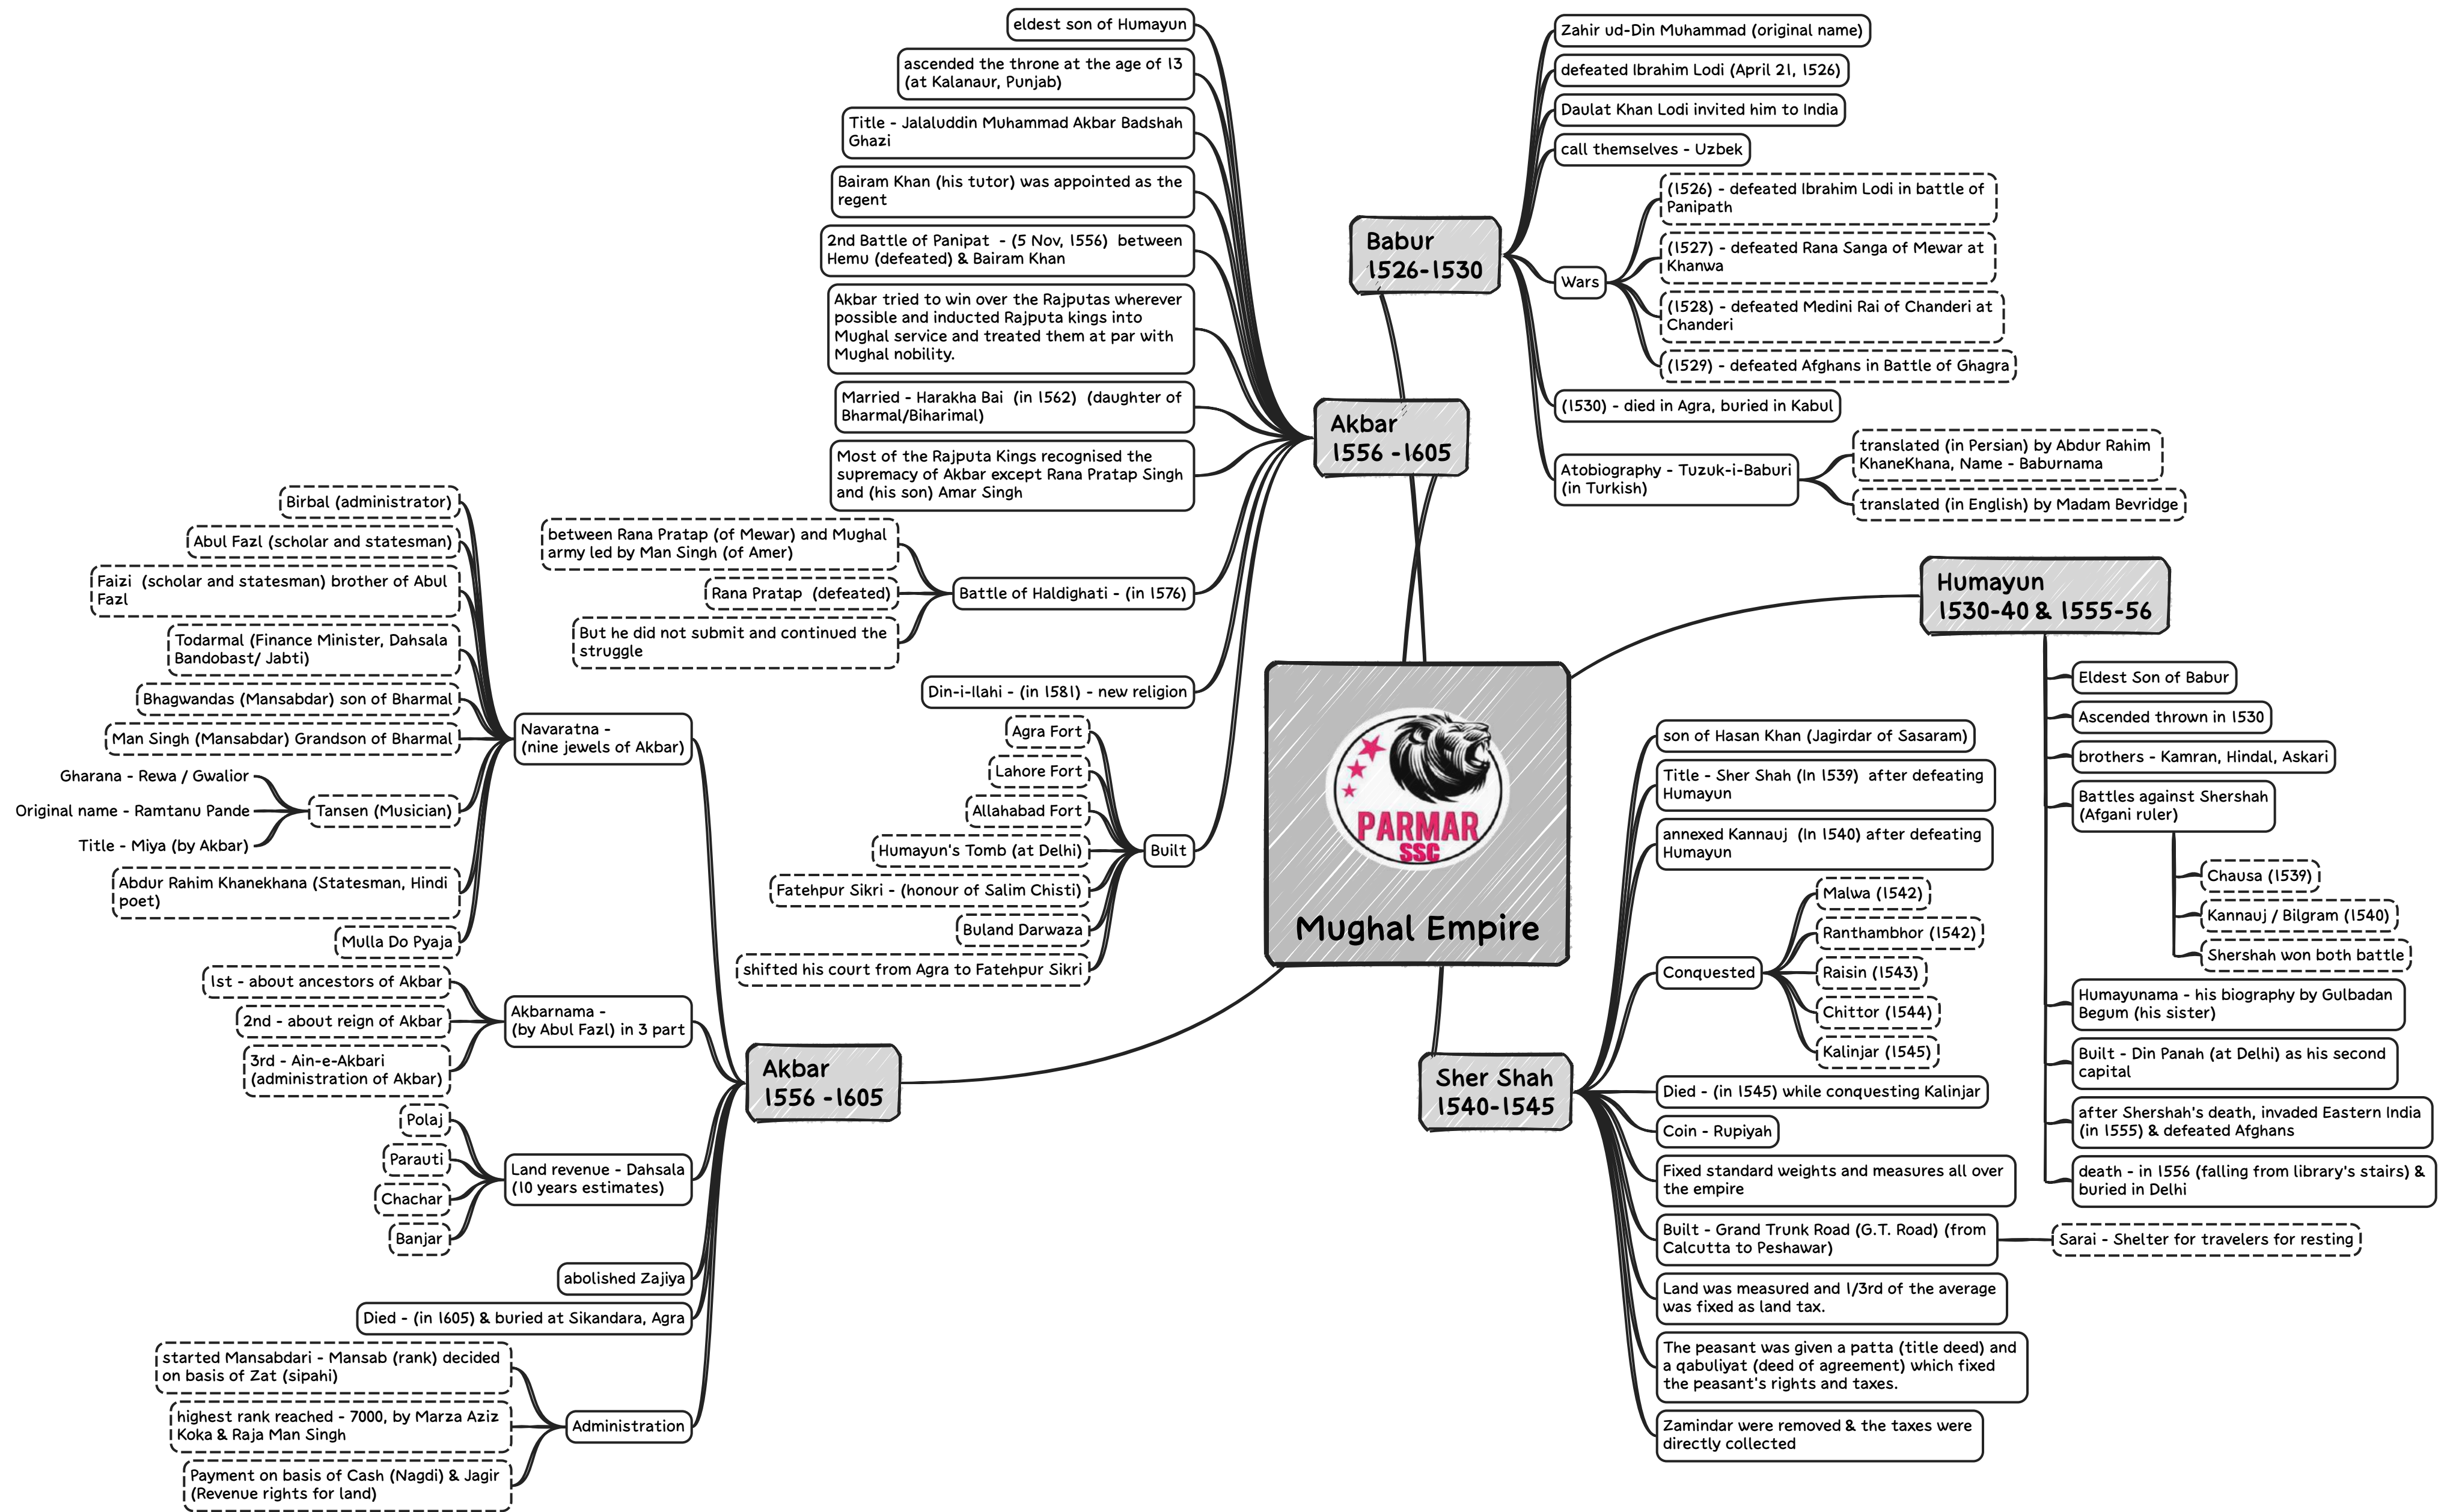 Mughal Empire
PARMAR
SSC
Babur
1526-1530
Zahir ud-Din Muhammad (original name)
defeated Ibrahim Lodi (April 21, 1526)
Daulat Khan Lodi invited him to India
call themselves - Uzbek
Wars
(1526) - defeated Ibrahim Lodi in battle of
Panipath
(1527) - defeated Rana Sanga of Mewar at
Khanwa
(1528) - defeated Medini Rai of Chanderi at
Chanderi
(1529) - defeated Afghans in Battle of Ghagra
(1530) - died in Agra, buried in Kabul
Atobiography - Tuzuk-i-Baburi
(in Turkish)
translated (in Persian) by Abdur Rahim
KhaneKhana, Name - Baburnama
translated (in English) by Madam Bevridge
Humayun
1530-40 & 1555-56
Eldest Son of Babur
Ascended thrown in 1530
brothers - Kamran, Hindal, Askari
Battles against Shershah
(Afgani ruler)
Chausa (1539)
Kannauj / Bilgram (1540)
Shershah won both battle
Humayunama - his biography by Gulbadan
Begum (his sister)
Built - Din Panah (at Delhi) as his second
capital
after Shershah's death, invaded Eastern India
(in 1555) & defeated Afghans
death - in 1556 (falling from library's stairs) &
buried in Delhi
Sher Shah
1540-1545
son of Hasan Khan (Jagirdar of Sasaram)
Title - Sher Shah (In 1539) after defeating
Humayun
annexed Kannauj (In 1540) after defeating
Humayun
Conquested
Malwa (1542)
Ranthambhor (1542)
Raisin (1543)
Chittor (1544)
Kalinjar (1545)
Died - (in 1545) while conquesting Kalinjar
Coin - Rupiyah
Fixed standard weights and measures all over
the empire
Built - Grand Trunk Road (G.T. Road) (from
Calcutta to Peshawar)
Sarai - Shelter for travelers for resting
Land was measured and 1/3rd of the average
was fixed as land tax.
The peasant was given a patta (title deed) and
a qabuliyat (deed of agreement) which fixed
the peasant's rights and taxes.
Zamindar were removed & the taxes were
directly collected
Akbar
1556 -1605
eldest son of Humayun
ascended the throne at the age of 13
(at Kalanaur, Punjab)
Title - Jalaluddin Muhammad Akbar Badshah
Ghazi
Bairam Khan (his tutor) was appointed as the
regent
2nd Battle of Panipat - (5 Nov, 1556) between
Hemu (defeated) & Bairam Khan
Akbar tried to win over the Rajputas wherever
possible and inducted Rajputa kings into
Mughal service and treated them at par with
Mughal nobility.
Married - Harakha Bai (in 1562) (daughter of
Bharmal/Biharimal)
Most of the Rajputa Kings recognised the
supremacy of Akbar except Rana Pratap Singh
and (his son) Amar Singh
Battle of Haldighati - (in 1576)
between Rana Pratap (of Mewar) and Mughal
army led by Man Singh (of Amer)
Rana Pratap (defeated)
But he did not submit and continued the
struggle
Din-i-Ilahi - (in 1581) - new religion
Built
Agra Fort
Lahore Fort
Allahabad Fort
Humayun's Tomb (at Delhi)
Fatehpur Sikri - (honour of Salim Chisti)
Buland Darwaza
shifted his court from Agra to Fatehpur Sikri
Akbar
1556 -1605
Navaratna -
(nine jewels of Akbar)
Birbal (administrator)
Abul Fazl (scholar and statesman)
Faizi (scholar and statesman) brother of Abul
Fazl
Todarmal (Finance Minister, Dahsala
Bandobast/ Jabti)
Bhagwandas (Mansabdar) son of Bharmal
Man Singh (Mansabdar) Grandson of Bharmal
Tansen (Musician)
Gharana - Rewa / Gwalior
Original name - Ramtanu Pande
Title - Miya (by Akbar)
Abdur Rahim Khanekhana (Statesman, Hindi
poet)
Mulla Do Pyaja
Akbarnama -
(by Abul Fazl) in 3 part
1st - about ancestors of Akbar
2nd - about reign of Akbar
3rd - Ain-e-Akbari
(administration of Akbar)
Land revenue - Dahsala
(10 years estimates)
Polaj
Parauti
Chachar
Banjar
abolished Zajiya
Died - (in 1605) & buried at Sikandara, Agra
Administration
started Mansabdari - Mansab (rank) decided
on basis of Zat (sipahi)
highest rank reached - 7000, by Marza Aziz
Koka & Raja Man Singh
Payment on basis of Cash (Nagdi) & Jagir
(Revenue rights for land)